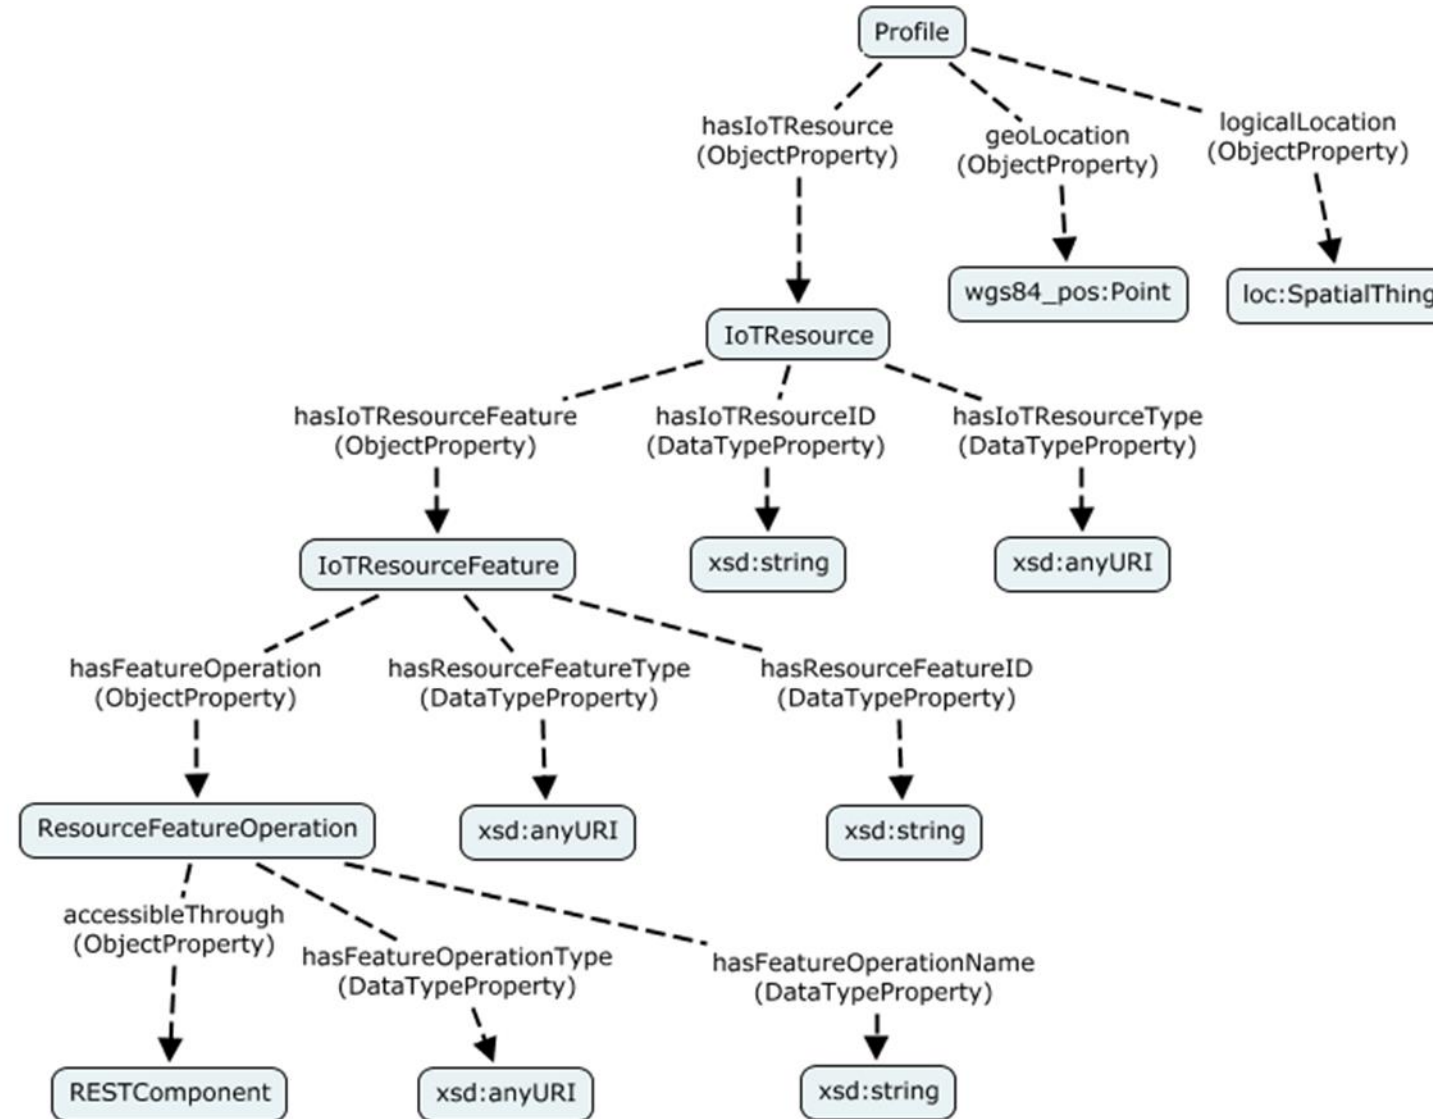 Profile
hasIoTResource
(ObjectProperty)
geoLocation
(ObjectProperty)
logicalLocation
(ObjectProperty)
wgs84_pos:Point
loc:SpatialThing
IoTResource
hasIoTResourceFeature
(ObjectProperty)
hasIoTResourceID
(DataTypeProperty)
hasIoTResourceType
(DataTypeProperty)
IoTResourceFeature
xsd:string
xsd:anyURI
hasFeatureOperation
(ObjectProperty)
hasResourceFeatureType
(DataTypeProperty)
hasResourceFeatureID
(DataTypeProperty)
ResourceFeatureOperation
xsd:anyURI
xsd:string
accessibleThrough
(ObjectProperty)
hasFeatureOperationType
(DataTypeProperty)
hasFeatureOperationName
(DataTypeProperty)
RESTComponent
xsd:anyURI
xsd:string